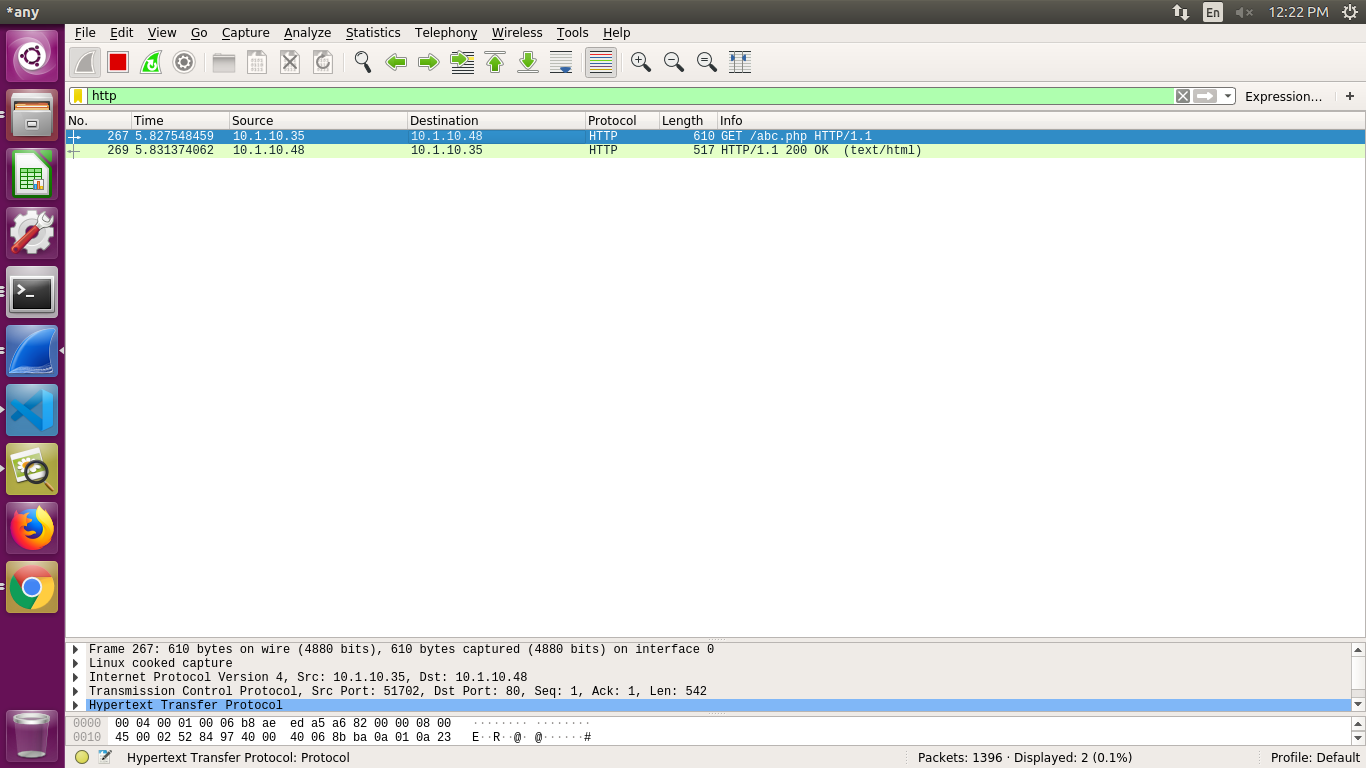 *any En 12:22 PM
File Edit View Go Capture Analyze Statistics Telephony Wireless Tools Help
http Expression… +
No. Time Source Destination Protocol Length Info
267 5.827548459 10.1.10.35 10.1.10.48 HTTP 610 GET /abc.php HTTP/1.1
269 5.831374062 10.1.10.48 10.1.10.35 HTTP 517 HTTP/1.1 200 OK (text/html)
Frame 267: 610 bytes on wire (4880 bits), 610 bytes captured (4880 bits) on interface 0
Linux cooked capture
Internet Protocol Version 4, Src: 10.1.10.35, Dst: 10.1.10.48
Transmission Control Protocol, Src Port: 51702, Dst Port: 80, Seq: 1, Ack: 1, Len: 542
Hypertext Transfer Protocol
0000 00 04 00 01 00 06 b8 ae ed a5 a6 82 00 00 08 00 ········ ········
0010 45 00 02 52 84 97 40 00 40 06 8b ba 0a 01 0a 23 E··R··@· @······#
Hypertext Transfer Protocol: Protocol Packets: 1396 · Displayed: 2 (0.1%) Profile: Default